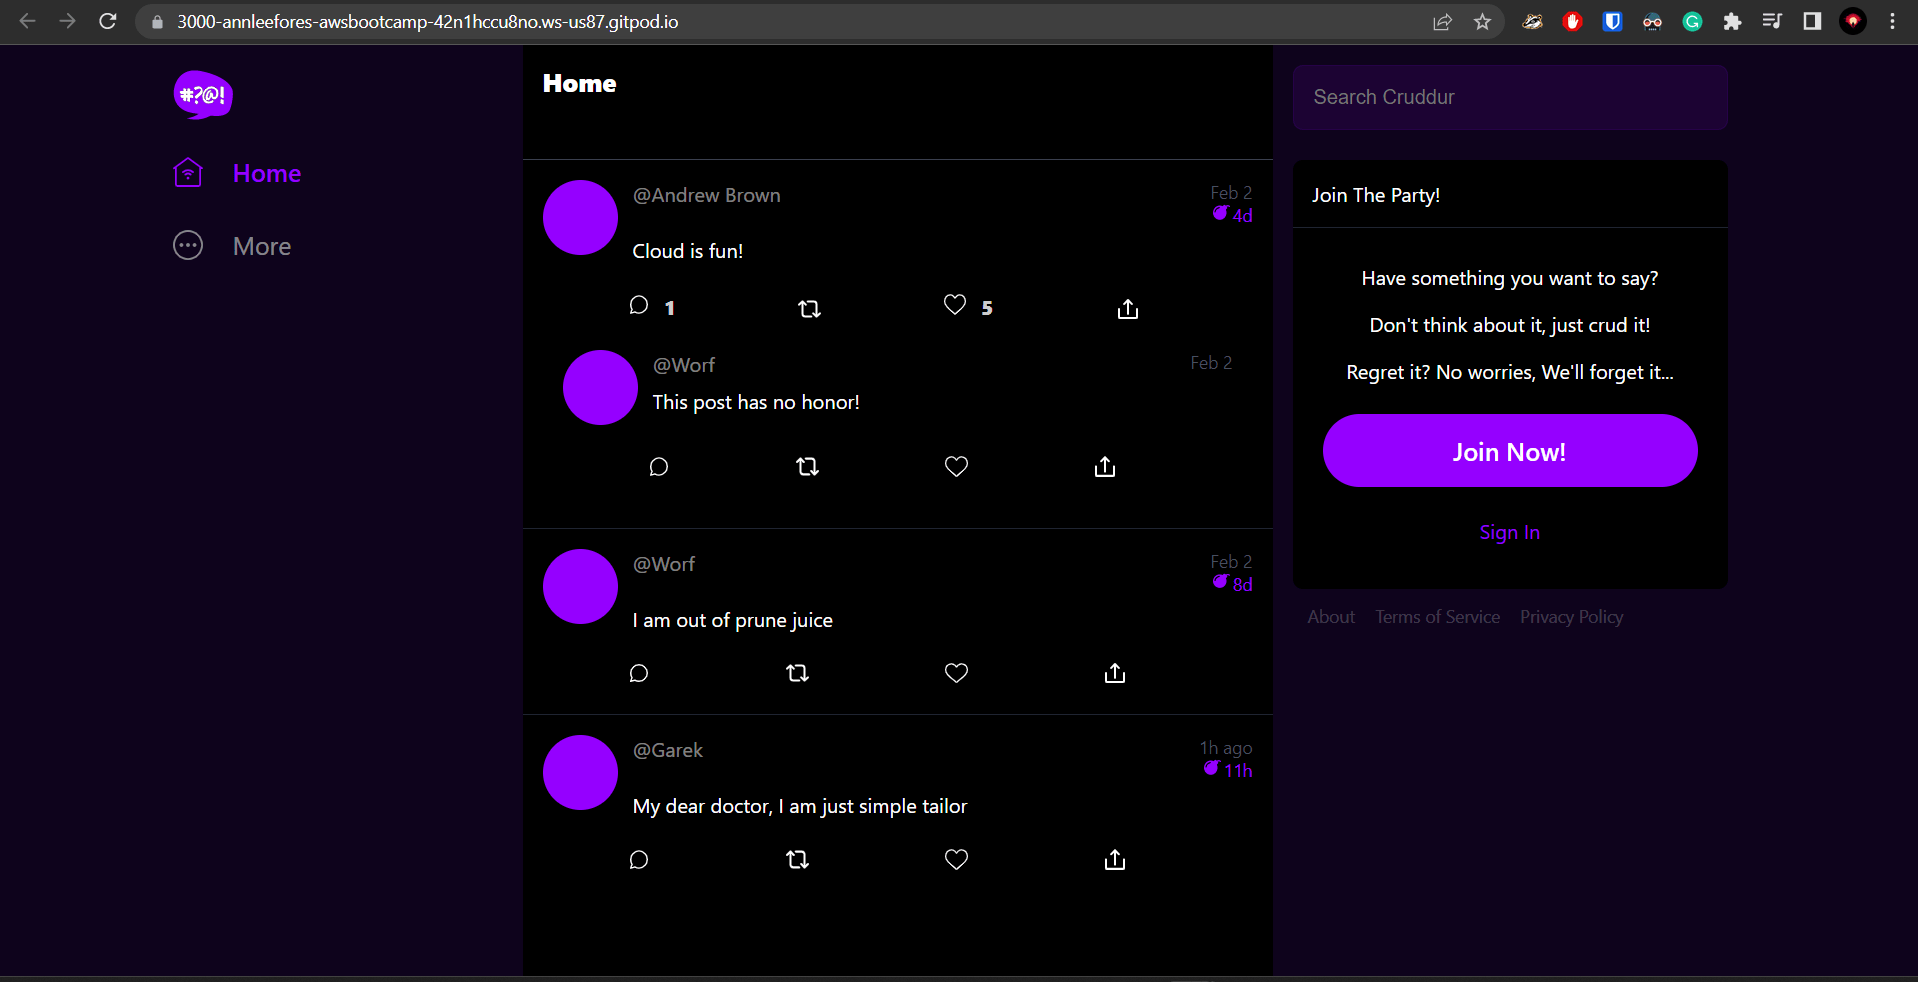 3000-annleefores-awsbootcamp-42n1hccu8no.ws-us87.gitpod.io
#?@!
Home
More
Home
@Andrew Brown
Feb 2
4d
Cloud is fun!
1
5
@Worf
Feb 2
This post has no honor!
@Worf
Feb 2
8d
I am out of prune juice
@Garek
1h ago
11h
My dear doctor, I am just simple tailor
Search Cruddur
Join The Party!
Have something you want to say?
Don't think about it, just crud it!
Regret it? No worries, We'll forget it...
Join Now!
Sign In
About Terms of Service Privacy Policy